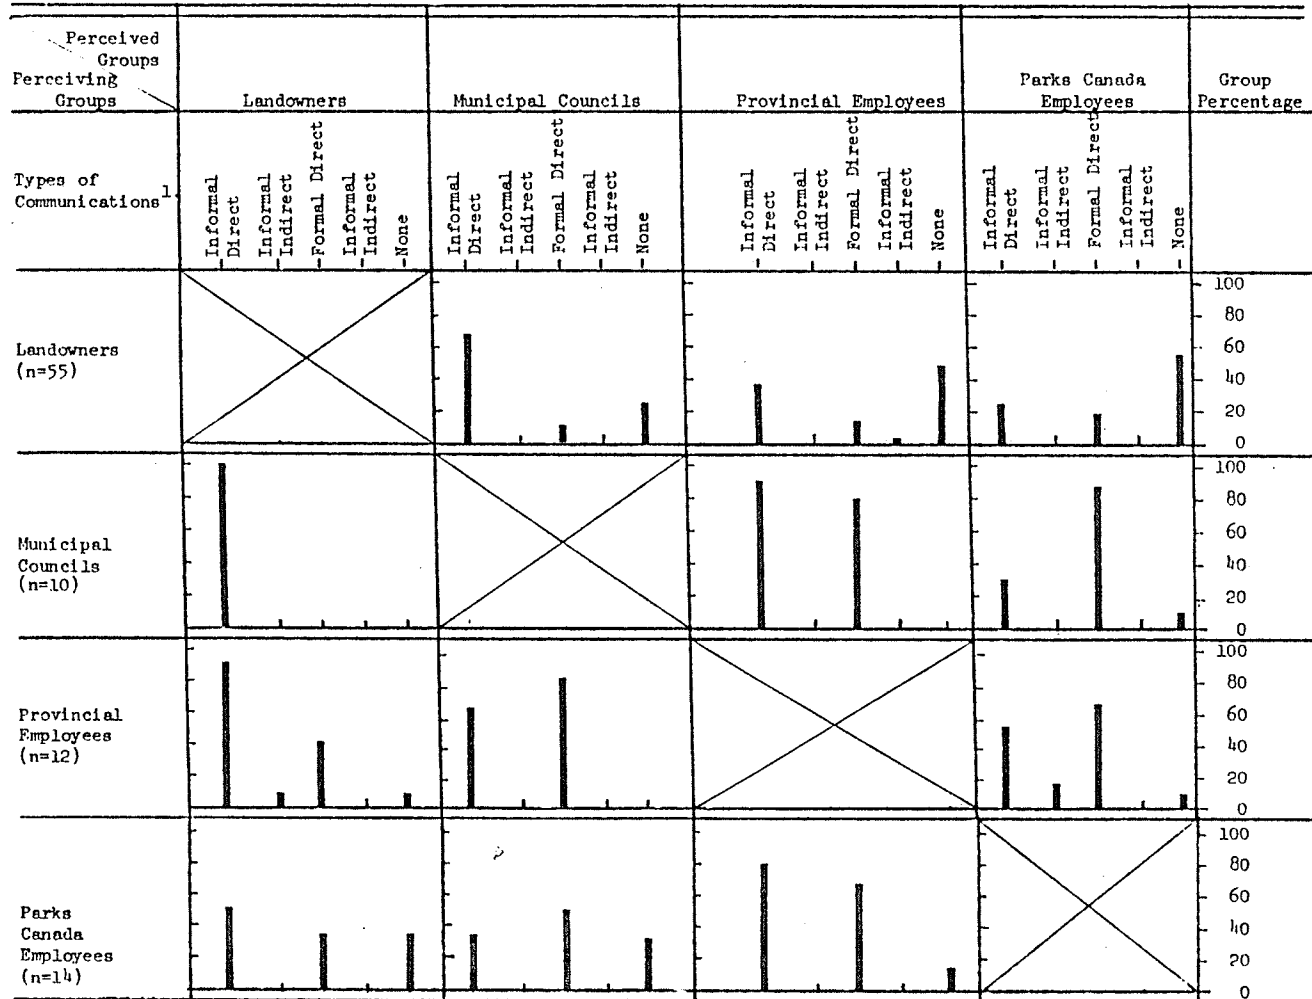 Perceived
Groups
Perceiving
Groups
Landowners
Municipal Councils
Provincial Employees
Parks Canada
Employees
Group
Percentage
Types of
Communications1.
Informal
Direct
Informal
Indirect
Formal Direct
Informal
Indirect
None
Informal
Direct
Informal
Indirect
Formal Direct
Informal
Indirect
None
Informal
Direct
Informal
Indirect
Formal Direct
Informal
Indirect
None
Informal
Direct
Informal
Indirect
Formal Direct
Informal
Indirect
None
Landowners
(n=55)
100
80
60
40
20
0
Municipal
Councils
(n=10)
100
80
60
40
20
0
Provincial
Employees
(n=12)
100
80
60
40
20
0
Parks
Canada
Employees
(n=14)
100
80
60
40
20
0